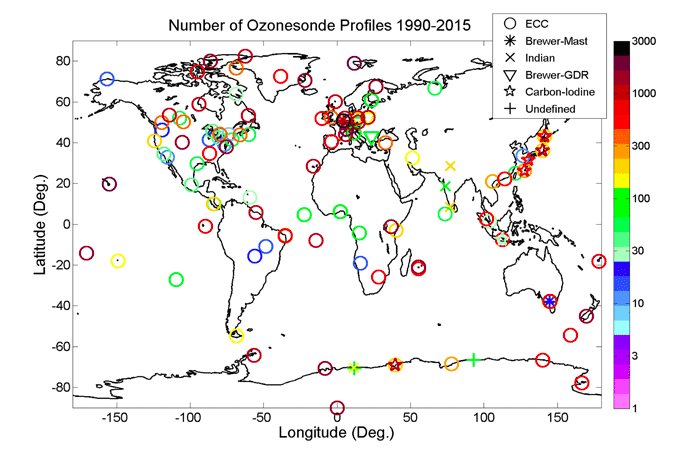 Number of Ozonesonde Profiles 1990-2015
ECC
Brewer-Mast
Indian
Brewer-GDR
Carbon-Iodine
Undefined
80
60
40
20
0
-20
-40
-60
-80
Latitude (Deg.)
-150
-100
-50
0
50
100
150
Longitude (Deg.)
3000
1000
300
100
30
10
3
1